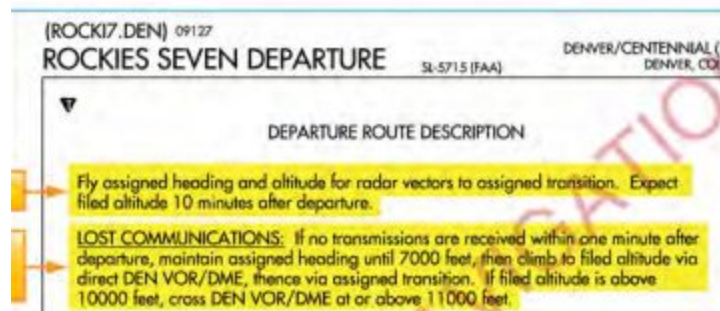 (ROCKI7.DEN) 09127
ROCKIES SEVEN DEPARTURE SL-5715 (FAA) DENVER/CENTENNIAL (
DENVER, CO
T
DEPARTURE ROUTE DESCRIPTION
Fly assigned heading and altitude for radar vectors to assigned transition. Expect
filed altitude 10 minutes after departure.
LOST COMMUNICATIONS: If no transmissions are received within one minute after
departure, maintain assigned heading until 7000 feet, then climb to filed altitude via
direct DEN VOR/DME, thence via assigned transition. If filed altitude is above
10000 feet, cross DEN VOR/DME at or above 11000 feet.